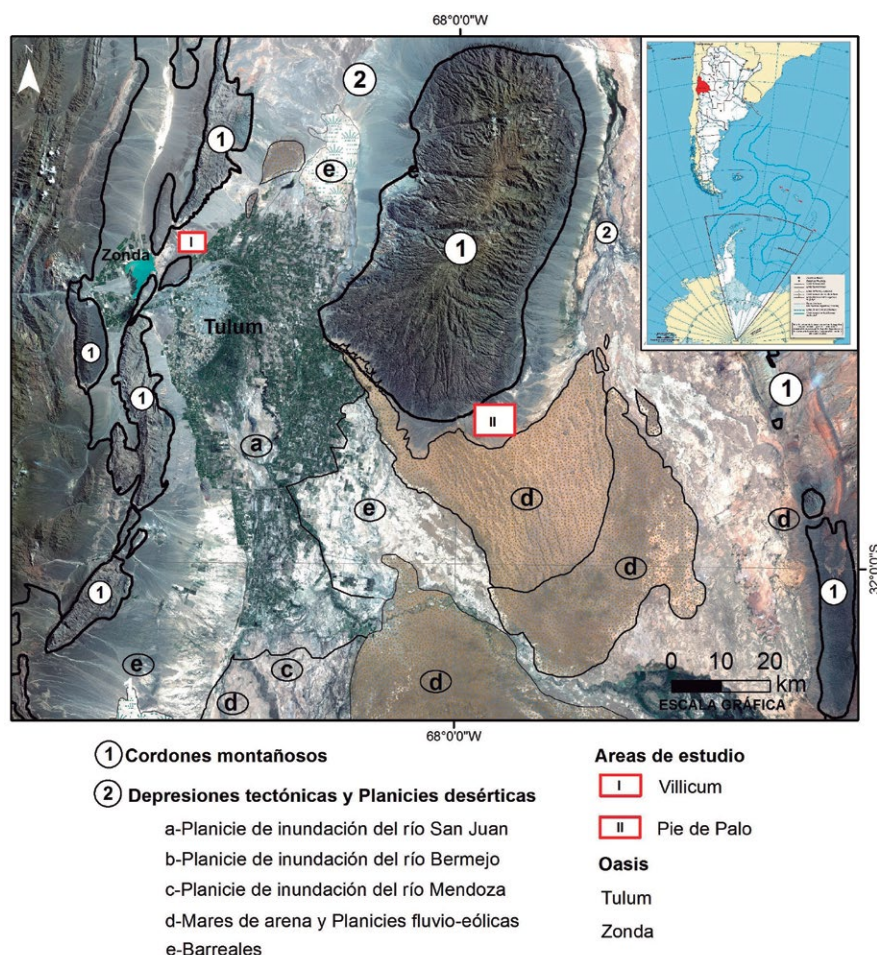 68°0'0"W
N
2
1
e
1
2
I
Zonda
Tulum
1
1
1
II
a
d
e
d
d
32°0'0"S
1
1
e
c
d
d
0 10 20
km
ESCALA GRÁFICA
68°0'0"W
1 Cordones montañosos
2 Depresiones tectónicas y Planicies desérticas
a-Planicie de inundación del río San Juan
b-Planicie de inundación del río Bermejo
c-Planicie de inundación del río Mendoza
d-Mares de arena y Planicies fluvio-eólicas
e-Barreales
Areas de estudio
I Villicum
II Pie de Palo
Oasis
Tulum
Zonda